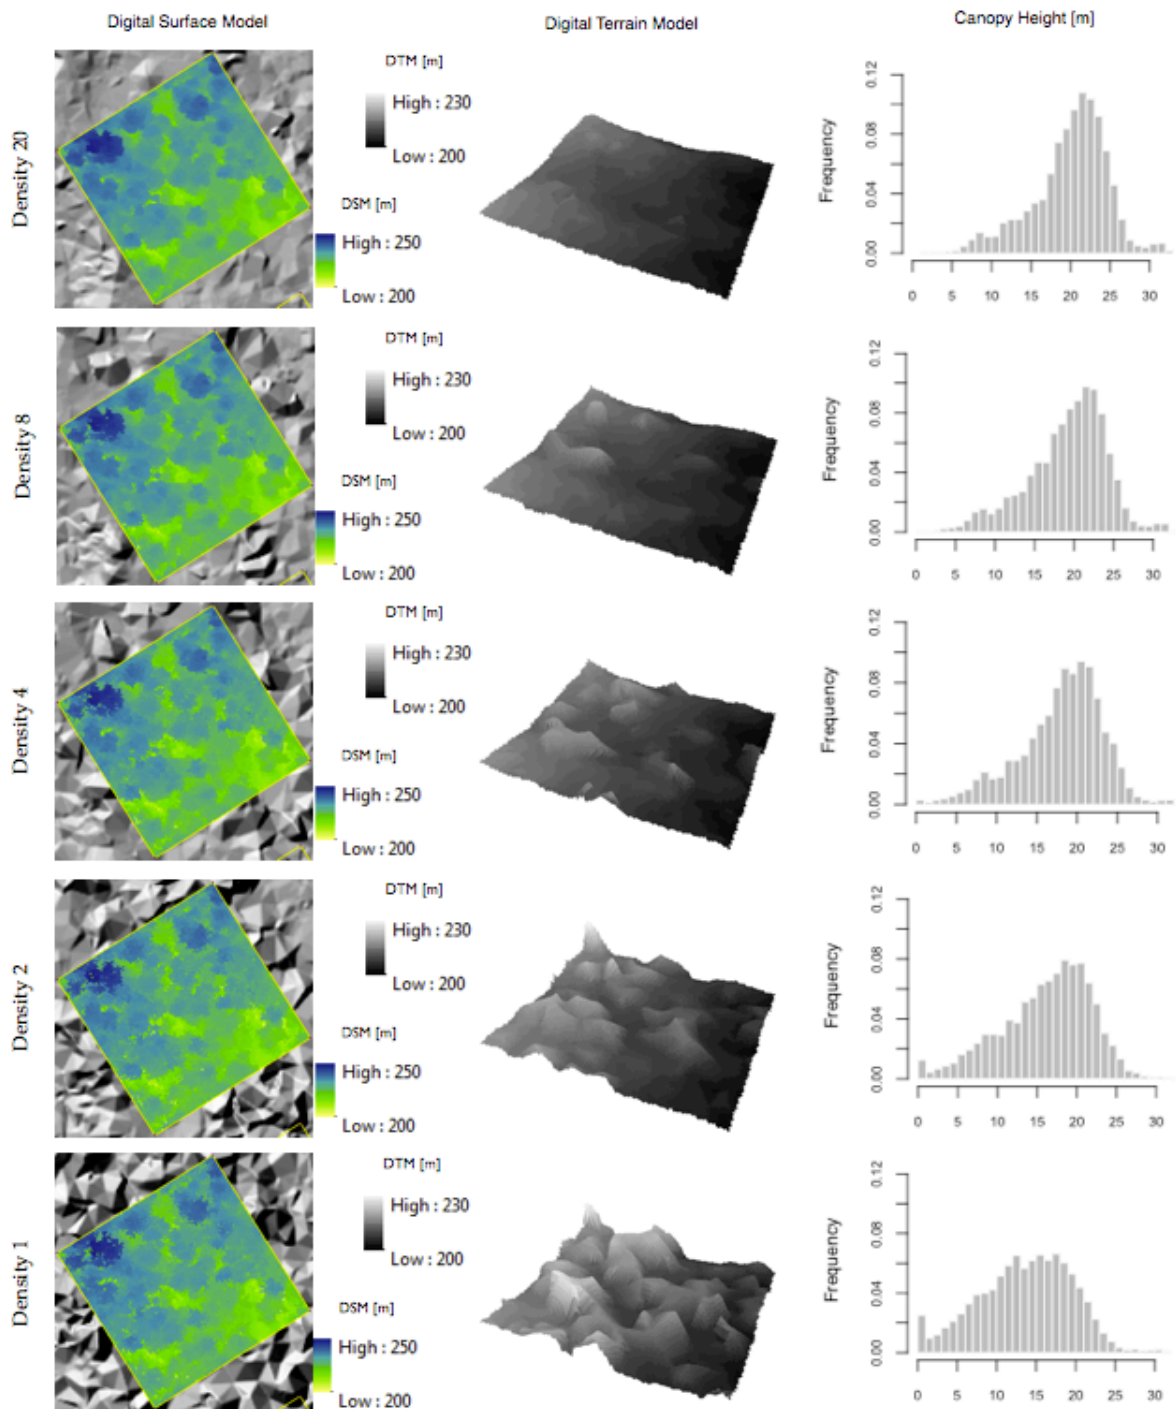 Digital Surface Model
Digital Terrain Model
Canopy Height [m]
Density 20
DTM [m]
High : 230
Low : 200
DSM [m]
High : 250
Low : 200
Frequency
0.00 0.04 0.08 0.12
0 5 10 15 20 25 30
Density 8
DTM [m]
High : 230
Low : 200
DSM [m]
High : 250
Low : 200
Frequency
0.00 0.04 0.08 0.12
0 5 10 15 20 25 30
Density 4
DTM [m]
High : 230
Low : 200
DSM [m]
High : 250
Low : 200
Frequency
0.00 0.04 0.08 0.12
0 5 10 15 20 25 30
Density 2
DTM [m]
High : 230
Low : 200
DSM [m]
High : 250
Low : 200
Frequency
0.00 0.04 0.08 0.12
0 5 10 15 20 25 30
Density 1
DTM [m]
High : 230
Low : 200
DSM [m]
High : 250
Low : 200
Frequency
0.00 0.04 0.08 0.12
0 5 10 15 20 25 30